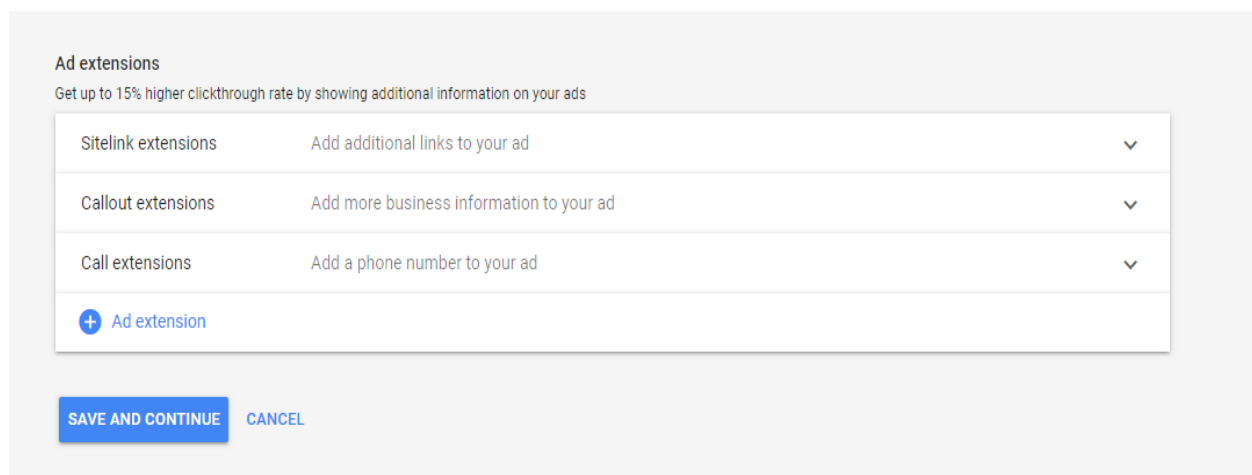 Ad extensions
Get up to 15% higher clickthrough rate by showing additional information on your ads
Sitelink extensions Add additional links to your ad
Callout extensions Add more business information to your ad
Call extensions Add a phone number to your ad
Ad extension
SAVE AND CONTINUE CANCEL